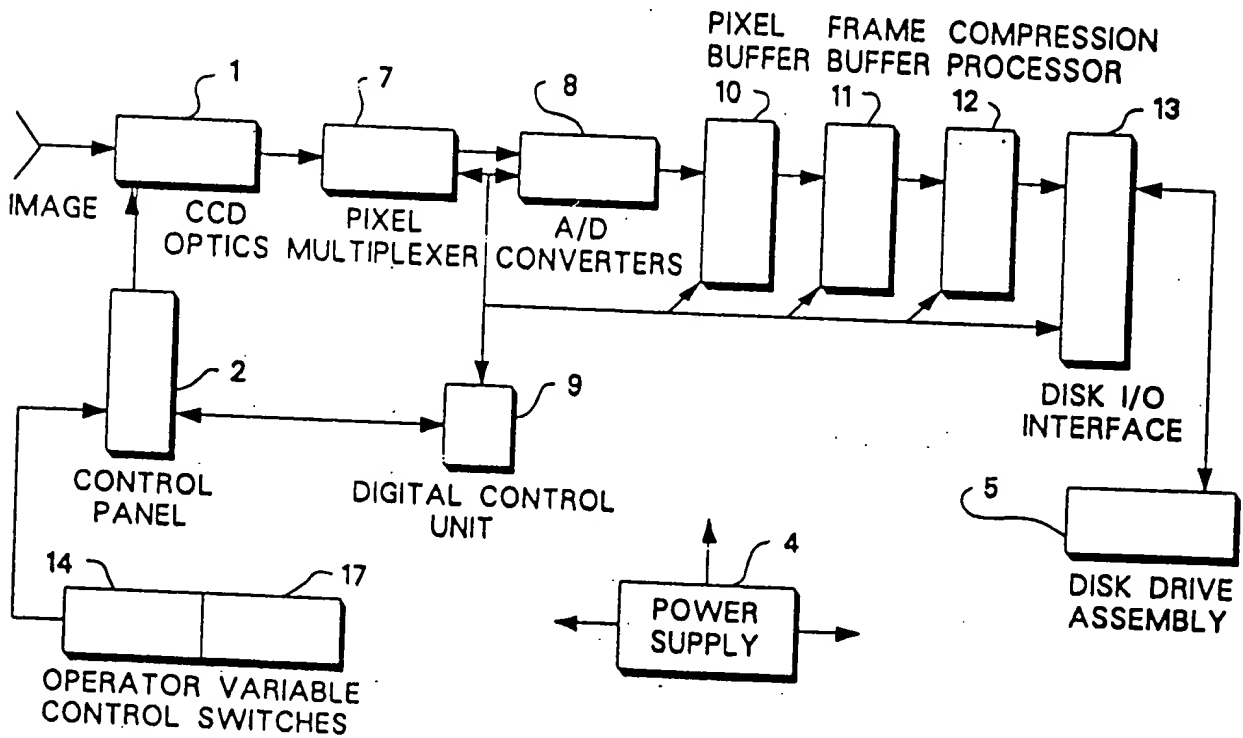 PIXEL FRAME COMPRESSION
BUFFER BUFFER PROCESSOR
1
7
8
10
11
12
13
IMAGE
CCD
OPTICS
PIXEL
MULTIPLEXER
A/D
CONVERTERS
2
9
DISK I/O
INTERFACE
CONTROL
PANEL
DIGITAL CONTROL
UNIT
5
14
17
4
POWER
SUPPLY
DISK DRIVE
ASSEMBLY
OPERATOR VARIABLE
CONTROL SWITCHES